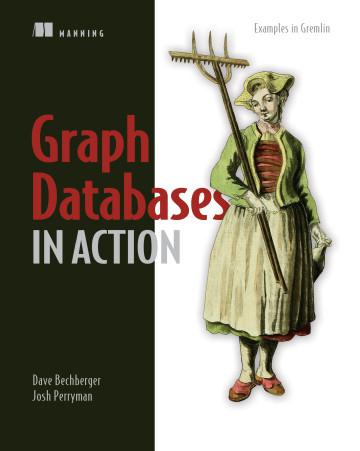 MANNING
Examples in Gremlin
Graph
Databases
IN ACTION
Dave Bechberger
Josh Perryman